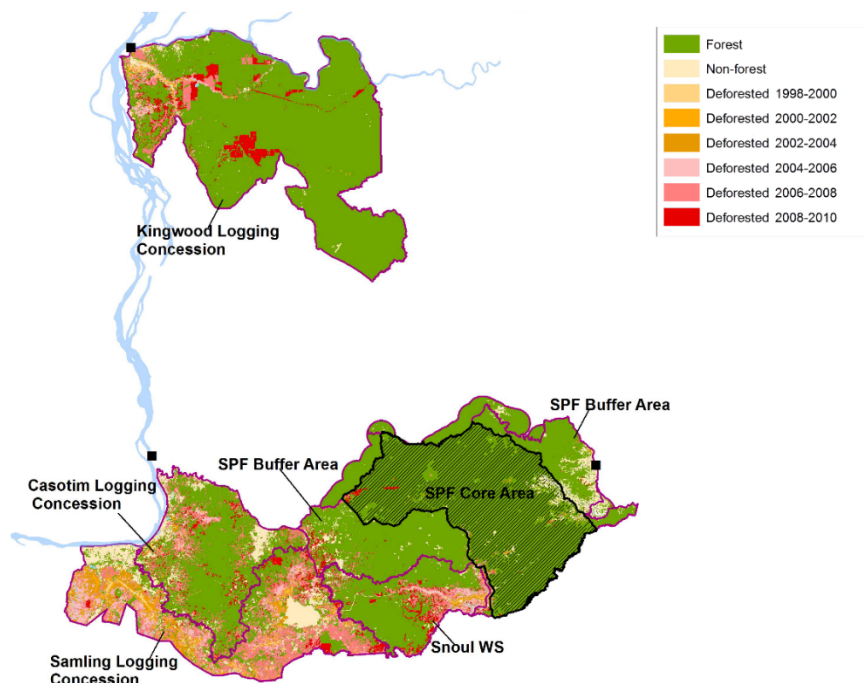 Forest
Non-forest
Deforested 1998-2000
Deforested 2000-2002
Deforested 2002-2004
Deforested 2004-2006
Deforested 2006-2008
Deforested 2008-2010
Kingwood Logging
Concession
SPF Buffer Area
SPF Buffer Area
Casotim Logging
Concession
SPF Core Area
Snoul WS
Samling Logging
Concession